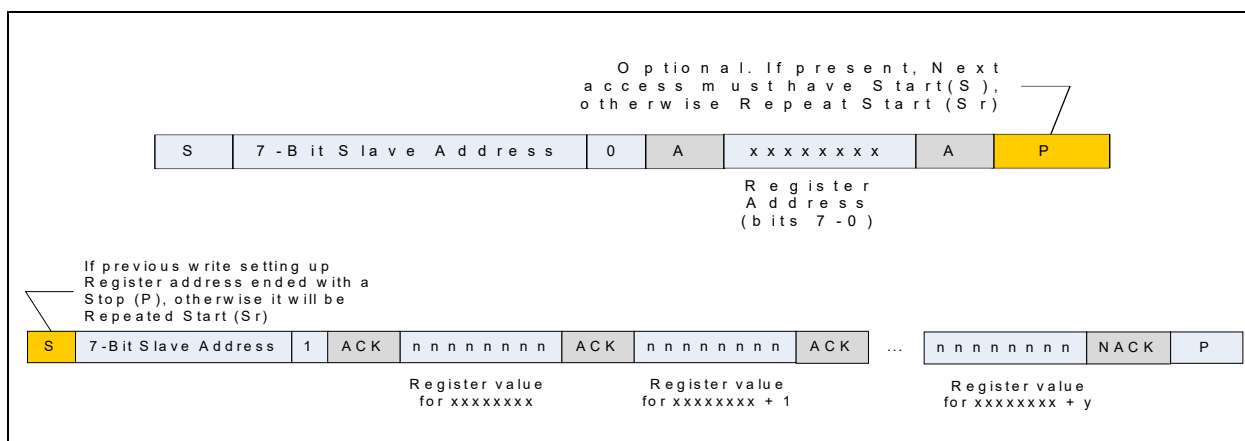 Optional. If present, Next
access must have Start(S),
otherwise Repeat Start (Sr)
S 7-Bit Slave Address 0 A xxxxxxxx A P
Register
Address
(bits 7-0)
If previous write setting up
Register address ended with a
Stop (P), otherwise it will be
Repeated Start (Sr)
S 7-Bit Slave Address 1 ACK nnnnnnnn ACK nnnnnnnn ACK ... nnnnnnnn NACK P
Register value
for xxxxxxxx
Register value
for xxxxxxxx + 1
Register value
for xxxxxxxx + y